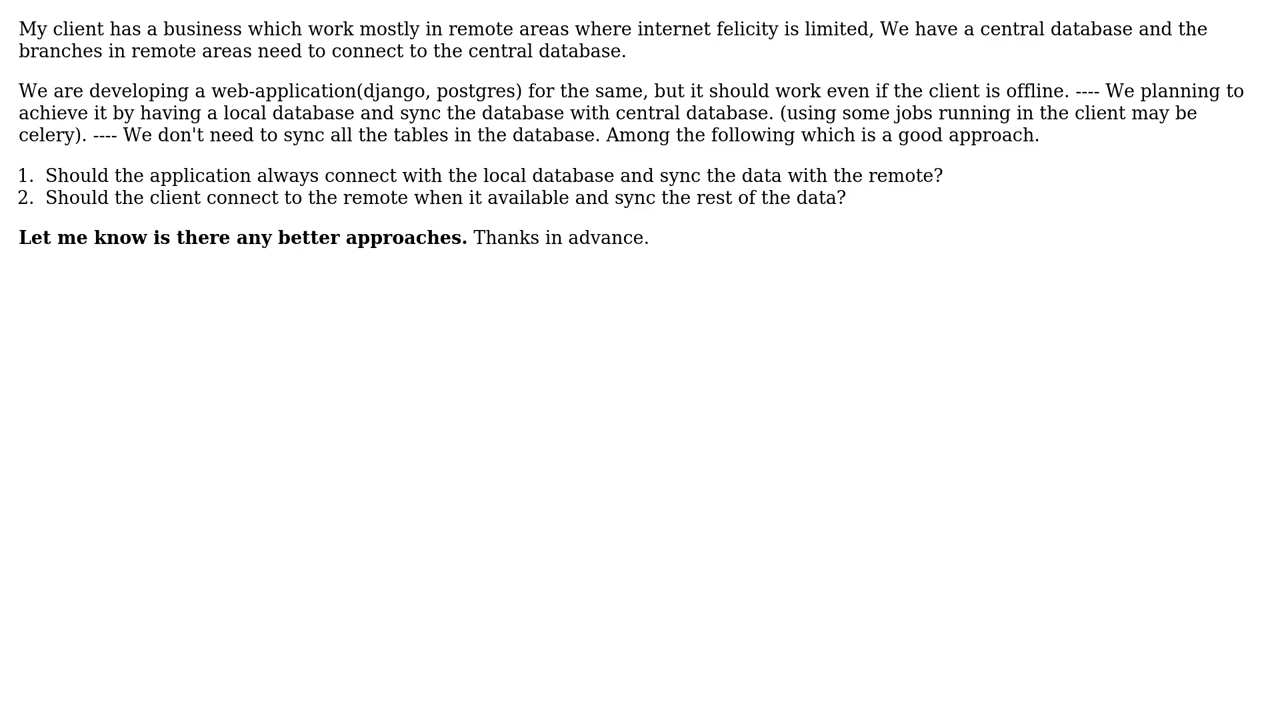 My client has a business which work mostly in remote areas where internet felicity is limited, We have a central database and the
branches in remote areas need to connect to the central database.
We are developing a web-application(django, postgres) for the same, but it should work even if the client is offline. ---- We planning to
achieve it by having a local database and sync the database with central database. (using some jobs running in the client may be
celery). ---- We don't need to sync all the tables in the database. Among the following which is a good approach.
1. Should the application always connect with the local database and sync the data with the remote?
2. Should the client connect to the remote when it available and sync the rest of the data?
Let me know is there any better approaches. Thanks in advance.